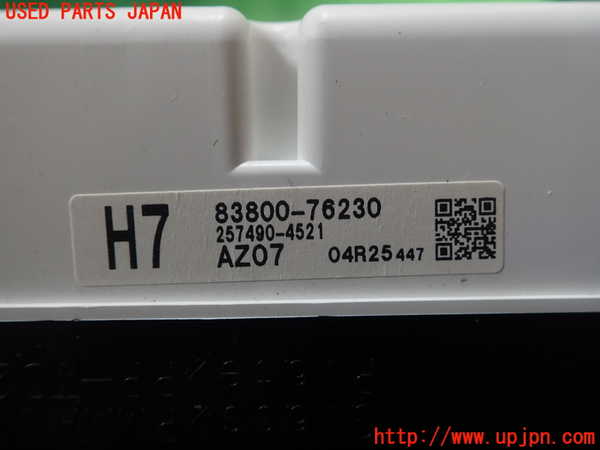 USED PARTS JAPAN
H7
83800-76230
257490-4521
AZ07 04R25 447
http://www.upjpn.com/